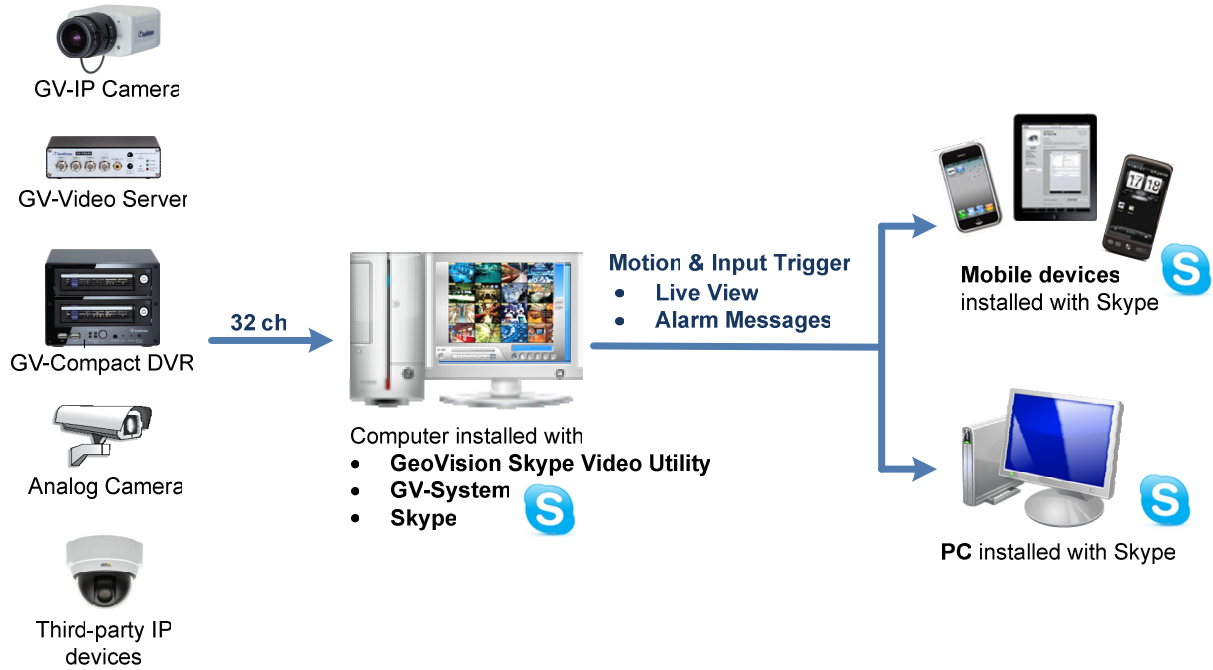 GV-IP Camera
GV-Video Server
GV-Compact DVR
Analog Camera
Third-party IP
devices
32 ch
Computer installed with
• GeoVision Skype Video Utility
• GV-System
• Skype
S
Motion & Input Trigger
• Live View
• Alarm Messages
17 18
Mobile devices
installed with Skype
S
PC installed with Skype
S